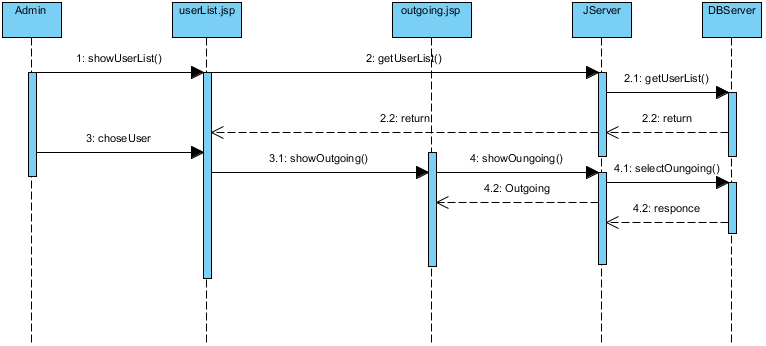 Admin
userList.jsp
outgoing.jsp
JServer
DBServer
1: showUserList()
2: getUserList()
2.1: getUserList()
2.2: return
2.2: return
3: choseUser
3.1: showOutgoing()
4: showOungoing()
4.1: selectOungoing()
4.2: Outgoing
4.2: responce